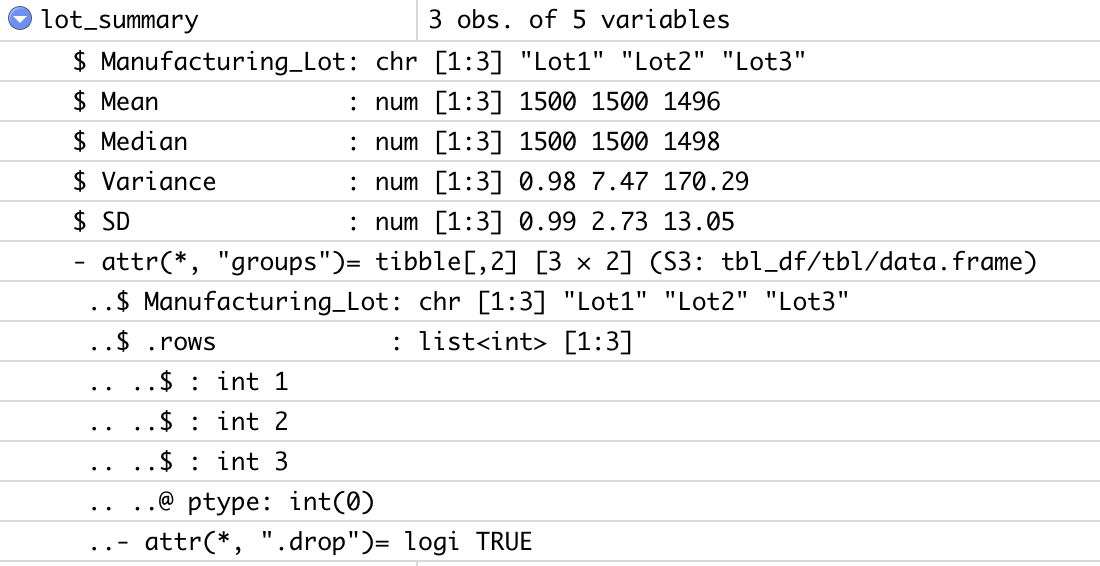 lot_summary 3 obs. of 5 variables
$ Manufacturing_Lot: chr [1:3] "Lot1" "Lot2" "Lot3"
$ Mean : num [1:3] 1500 1500 1496
$ Median : num [1:3] 1500 1500 1498
$ Variance : num [1:3] 0.98 7.47 170.29
$ SD : num [1:3] 0.99 2.73 13.05
- attr(*, "groups")= tibble[,2] [3 × 2] (S3: tbl_df/tbl/data.frame)
..$ Manufacturing_Lot: chr [1:3] "Lot1" "Lot2" "Lot3"
..$ .rows : list<int> [1:3]
.. ..$ : int 1
.. ..$ : int 2
.. ..$ : int 3
.. ..@ ptype: int(0)
..- attr(*, ".drop")= logi TRUE